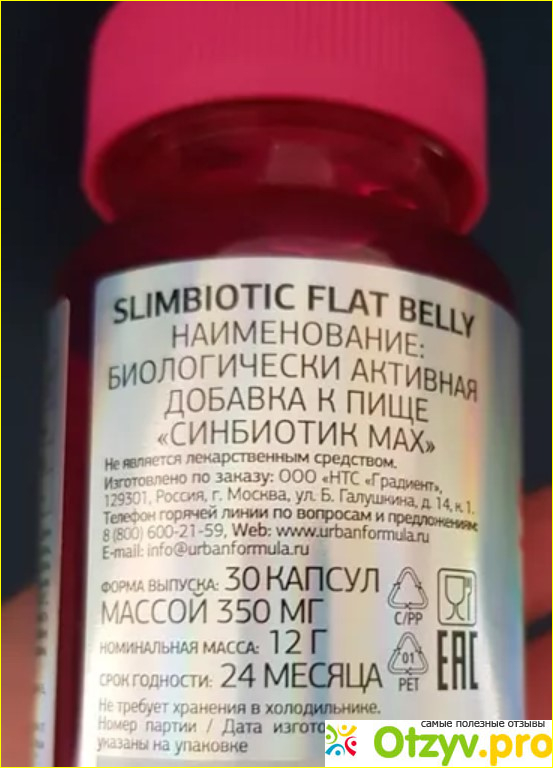 SLIMBIOTIC FLAT BELLY
НАИМЕНОВАНИЕ:
БИОЛОГИЧЕСКИ АКТИВНАЯ
ДОБАВКА К ПИЩЕ
«СИНБИОТИК MAX»
Не является лекарственным средством.
Изготовлено по заказу: ООО «НТС «Градиент»,
129301, Россия, г. Москва, ул. Б. Галушкина, д. 14, к. 1.
Телефон горячей линии по вопросам и предложениям:
8 (800) 600-21-59, Web: www.urbanformula.ru
E-mail: info@urbanformula.ru
ФОРМА ВЫПУСКА: 30 КАПСУЛ
МАССОЙ 350 МГ
C/PP
НОМИНАЛЬНАЯ МАССА: 12 Г
01
PET
EAC
СРОК ГОДНОСТИ: 24 МЕСЯЦА
Не требует хранения в холодильнике.
Номер партии / Дата изгото
указаны на упаковке
самые полезные отзывы
Otzyv.pro